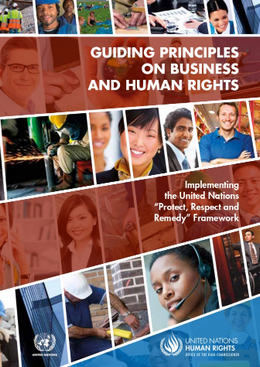 GUIDING PRINCIPLES
ON BUSINESS
AND HUMAN RIGHTS
Implementing
the United Nations
“Protect, Respect and
Remedy” Framework
UNITED NATIONS
UNITED NATIONS
HUMAN RIGHTS
OFFICE OF THE HIGH COMMISSIONER